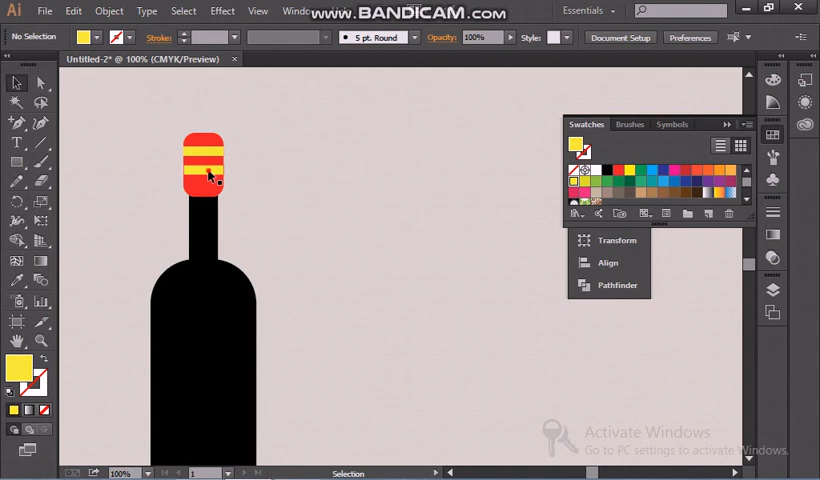 Ai File Edit Object Type Select Effect View Window WWW.BANDICAM.COM Essentials
No Selection Stroke: 5 pt. Round Opacity: 100% Style: Document Setup Preferences
Untitled-2* @ 100% (CMYK/Preview)
Swatches Brushes Symbols
Transform
Align
Pathfinder
Activate Windows
Go to PC settings to activate Windows.
100% 1 Selection